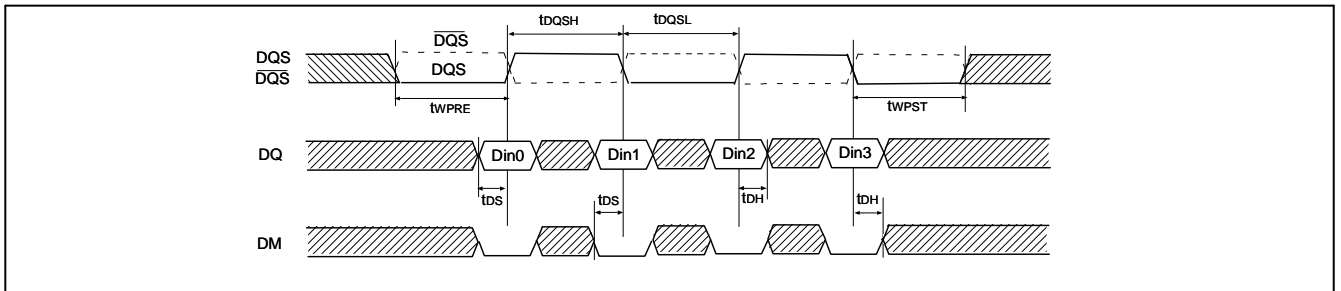 tDQSH tDQSL
DQS
DQS
DQS
DQS
tWPRE tWPST
DQ Din0 Din1 Din2 Din3
tDS tDS tDH tDH
DM